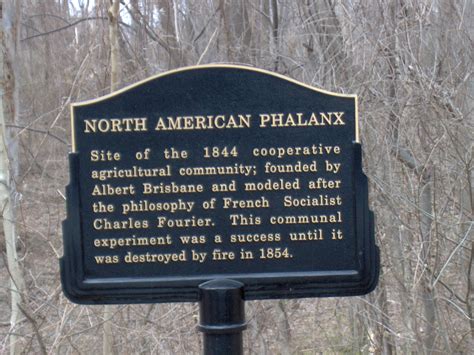 NORTH AMERICAN PHALANX
Site of the 1844 cooperative
agricultural community; founded by
Albert Brisbane and modeled after
the philosophy of French Socialist
Charles Fourier. This communal
experiment was a success until it
was destroyed by fire in 1854.